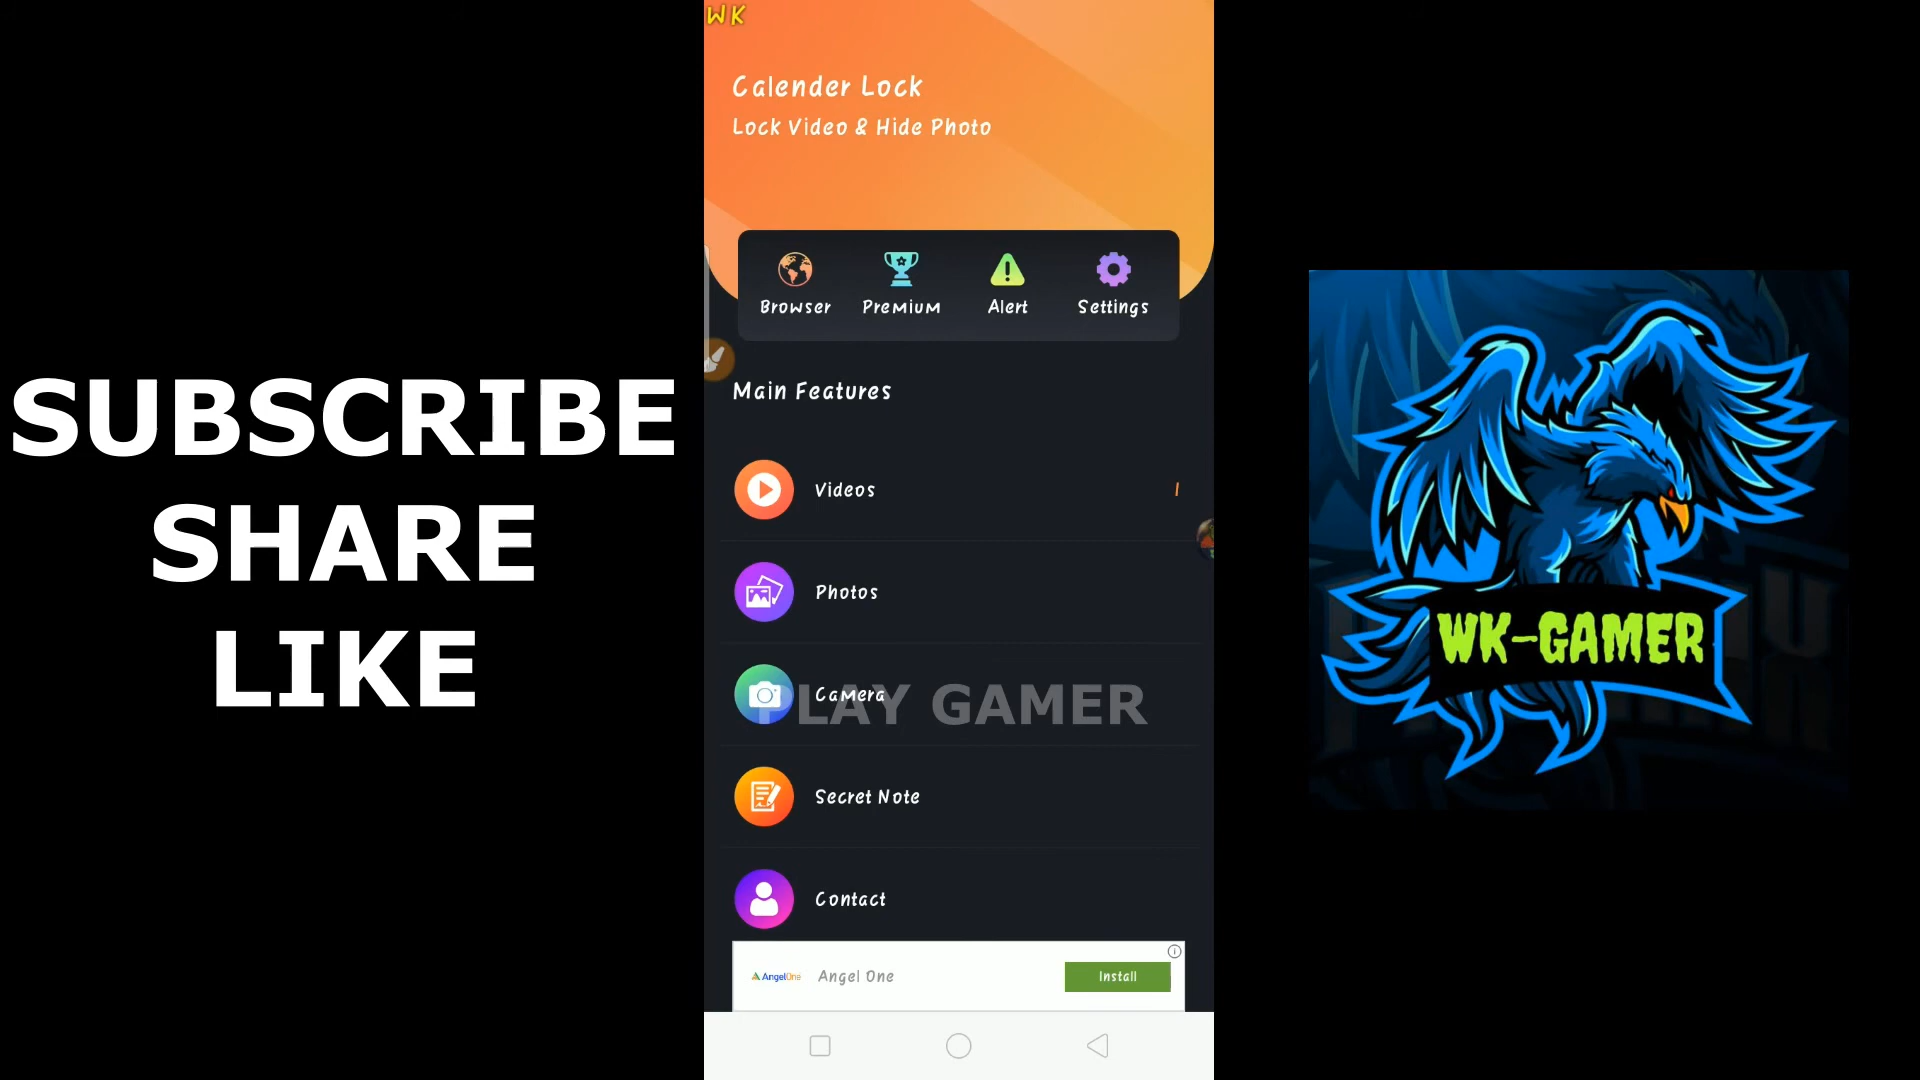 SUBSCRIBE
SHARE
LIKE
WK
Calender Lock
Lock Video & Hide Photo
Browser
Premium
Alert
Settings
Main Features
Videos
1
Photos
Camera
PLAY GAMER
Secret Note
Contact
AngelOne
Angel One
Install
WK-GAMER